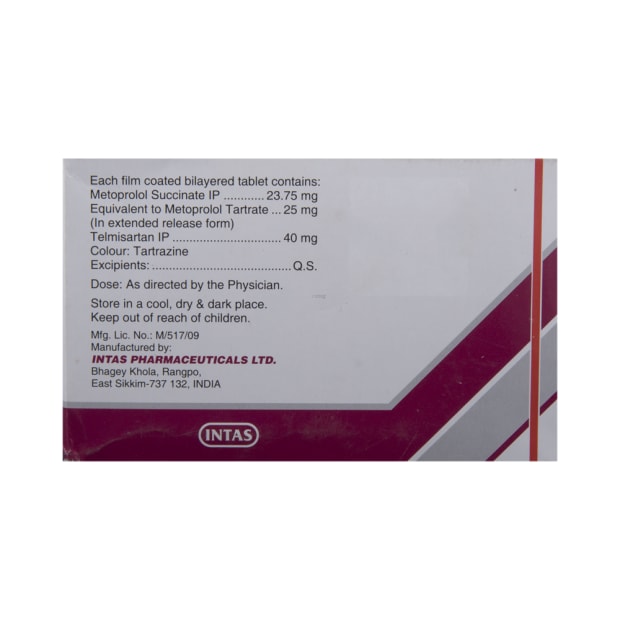 Each film coated bilayered tablet contains:
Metoprolol Succinate IP ............ 23.75 mg
Equivalent to Metoprolol Tartrate ... 25 mg
(In extended release form)
Telmisartan IP ................................ 40 mg
Colour: Tartrazine
Excipients: ........................................ Q.S.
Dose: As directed by the Physician.
Store in a cool, dry & dark place.
Keep out of reach of children.
Mfg. Lic. No.: M/517/09
Manufactured by:
INTAS PHARMACEUTICALS LTD.
Bhagey Khola, Rangpo,
East Sikkim-737 132, INDIA
INTAS